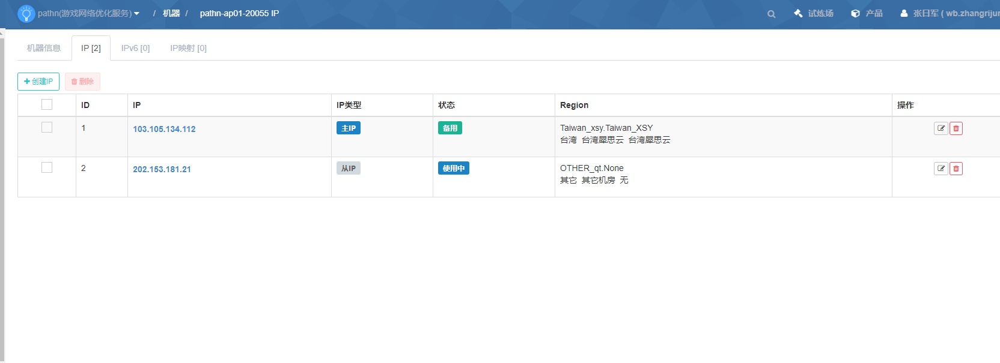 pathn(游戏网络优化服务) / 机器 / pathn-ap01-20055 IP 试炼场 产品 张日军 ( wb.zhangrijun
机器信息 IP [2] IPv6 [0] IP映射 [0]
创建IP 删除
ID IP IP类型 状态 Region 操作
1 103.105.134.112 主IP 备用 Taiwan_xsy.Taiwan_XSY
台湾 台湾犀思云 台湾犀思云
2 202.153.181.21 从IP 使用中 OTHER_qt.None
其它 其它机房 无